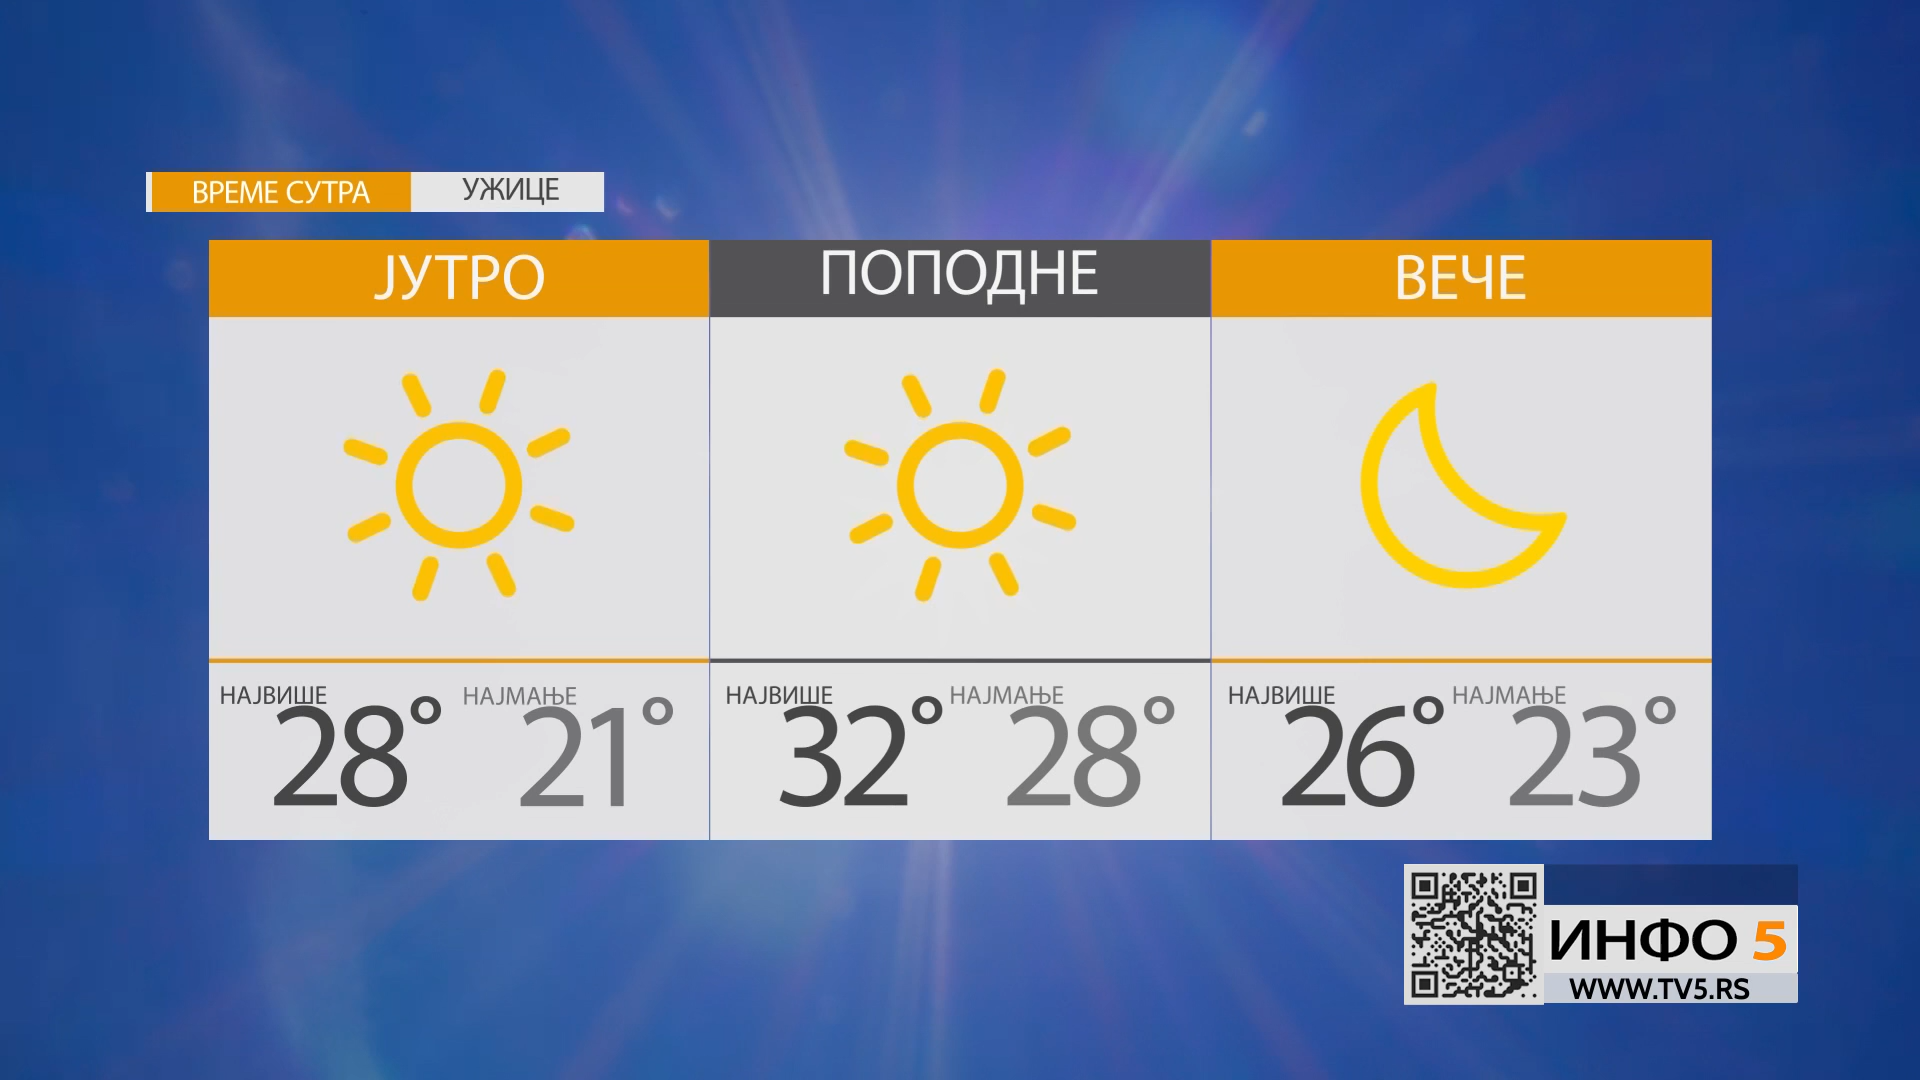 ВРЕМЕ СУТРА УЖИЦЕ
ЈУТРО ПОПОДНЕ ВЕЧЕ
НАЈВИШЕ НАЈМАЊЕ НАЈВИШЕ НАЈМАЊЕ НАЈВИШЕ НАЈМАЊЕ
28° 21° 32° 28° 26° 23°
ИНФО 5
WWW.TV5.RS